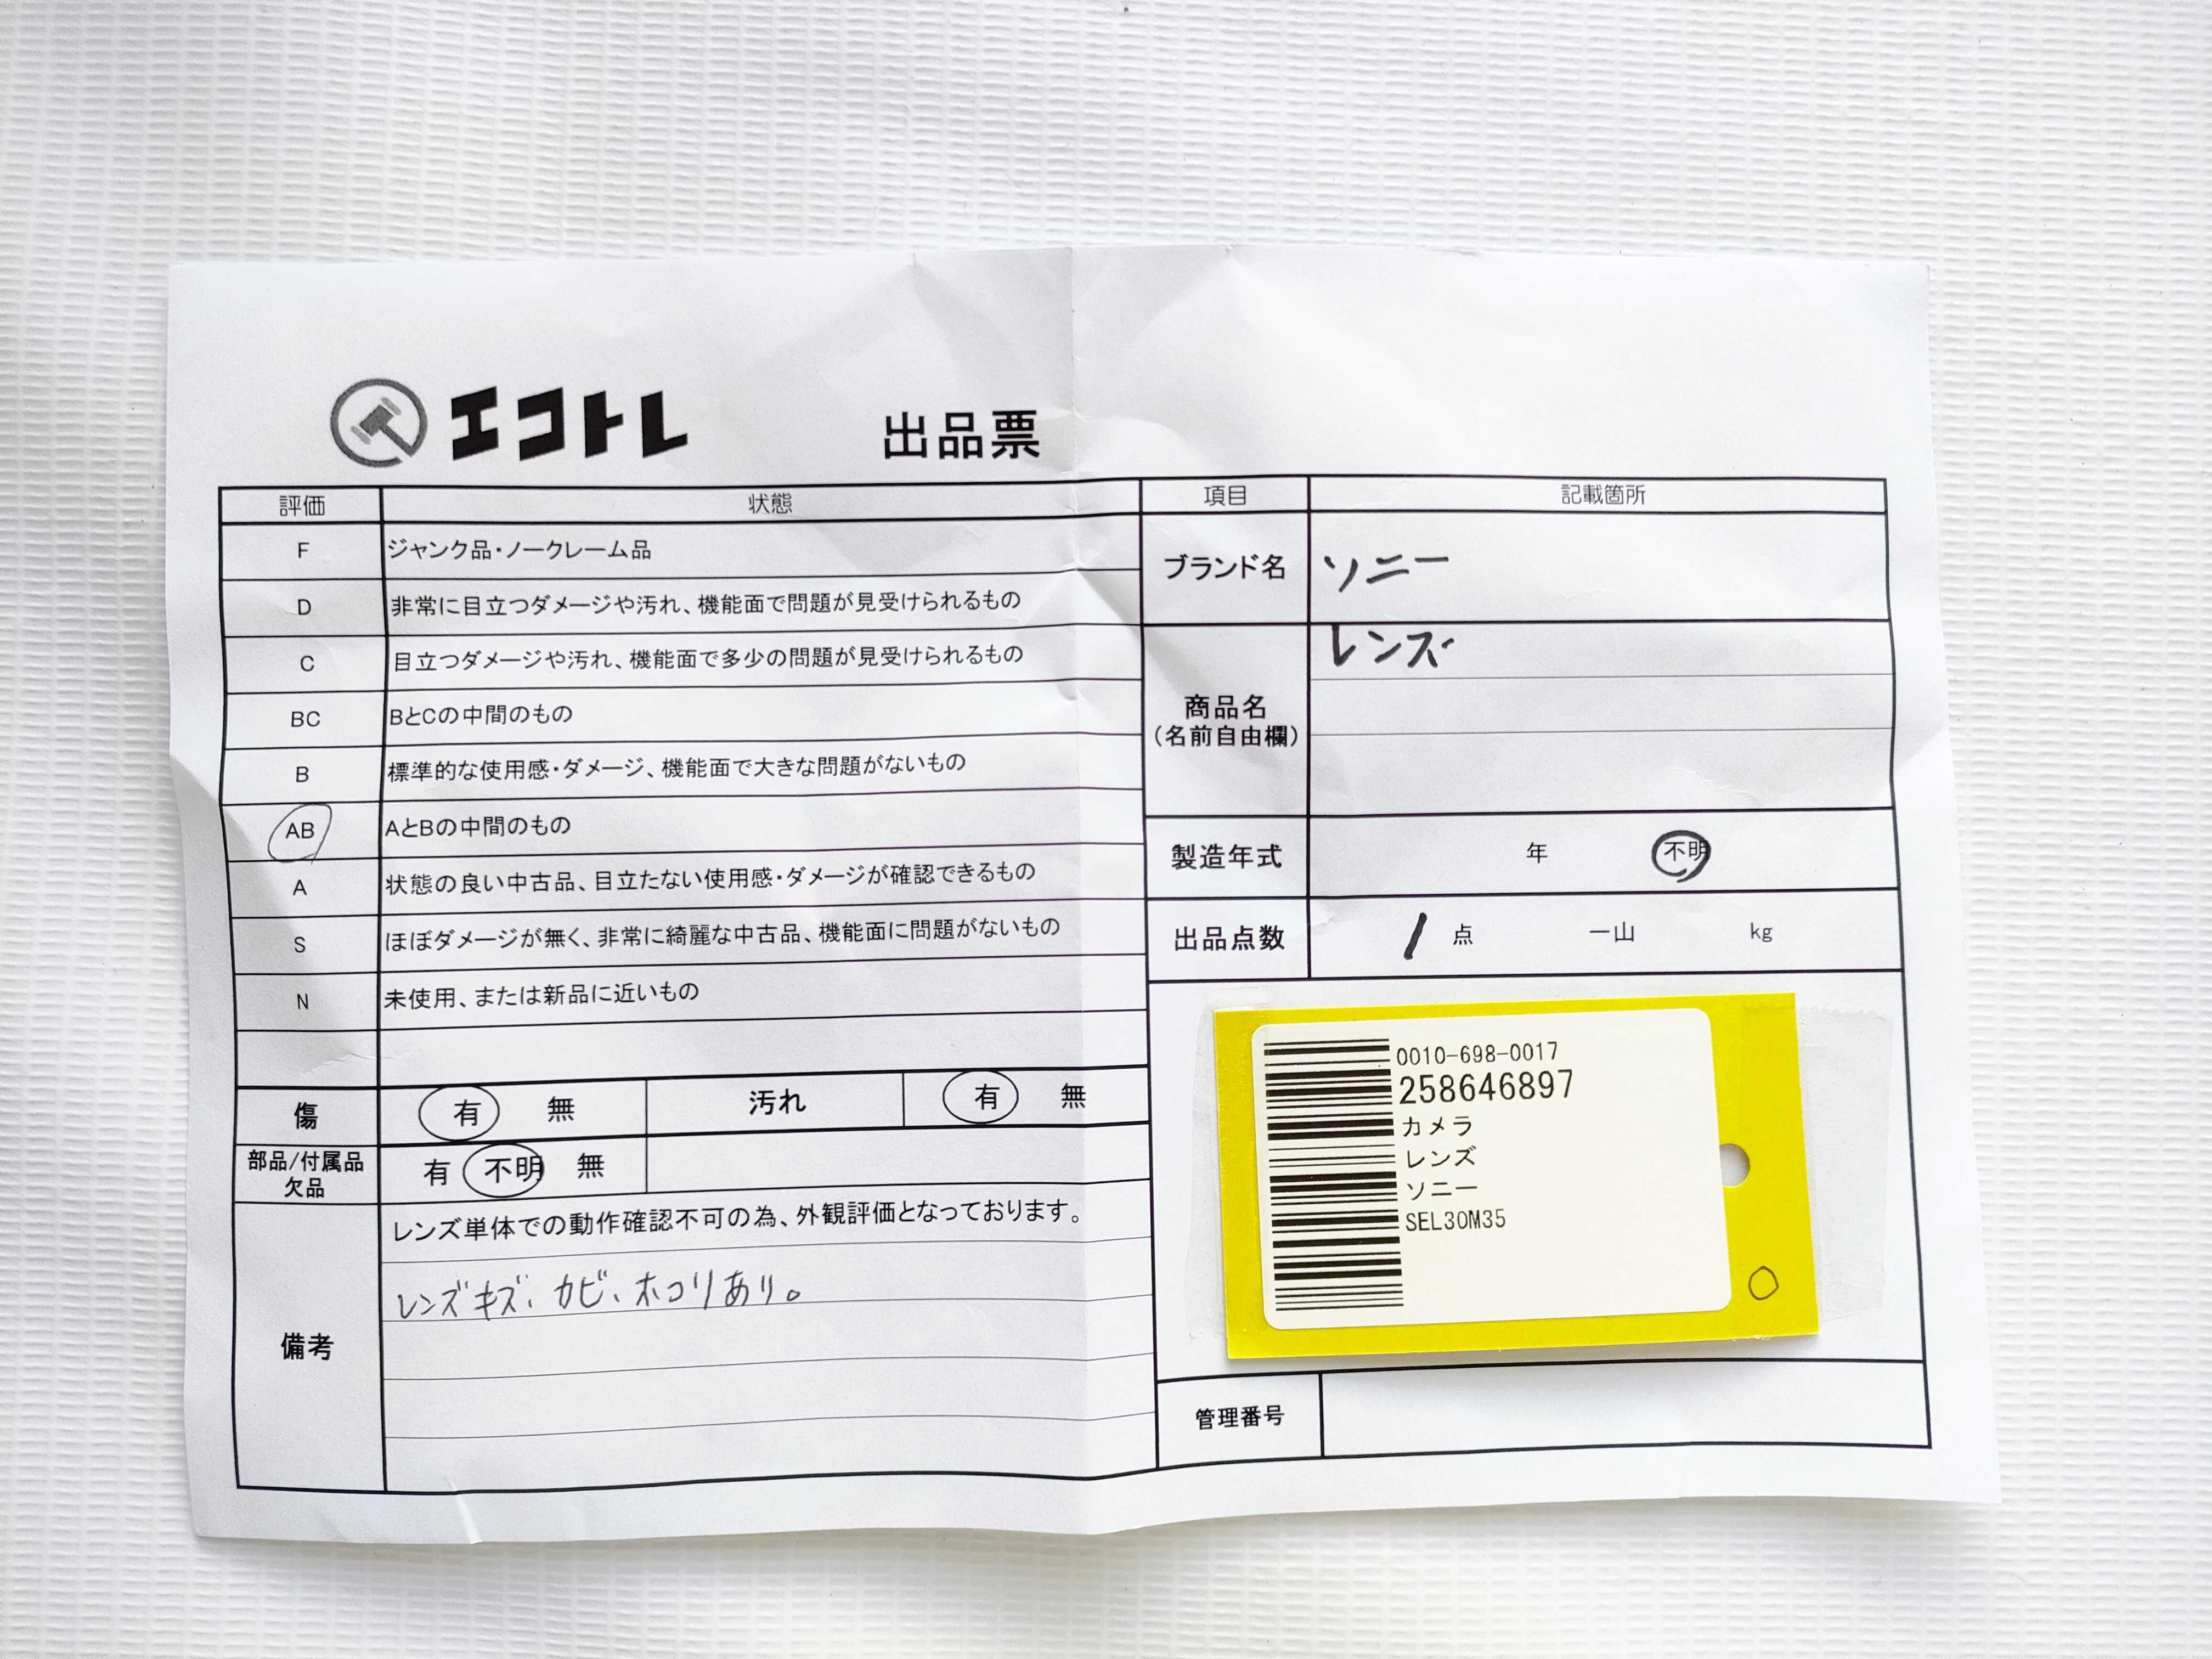 エコトレ 出品票
評価 状態
F ジャンク品・ノークレーム品
D 非常に目立つダメージや汚れ、機能面で問題が見受けられるもの
C 目立つダメージや汚れ、機能面で多少の問題が見受けられるもの
BC BとCの中間のもの
B 標準的な使用感・ダメージ、機能面で大きな問題がないもの
AB AとBの中間のもの
A 状態の良い中古品、目立たない使用感・ダメージが確認できるもの
S ほぼダメージが無く、非常に綺麗な中古品、機能面に問題がないもの
N 未使用、または新品に近いもの
傷 有 無 汚れ 有 無
部品/付属品
欠品 有 不明 無
備考
レンズ単体での動作確認不可の為、外観評価となっております。
レンズキズ、カビ、ホコリあり。
項目 記載箇所
ブランド名 ソニー
商品名
(名前自由欄)
レンズ
製造年式 年 不明
出品点数 1 点 一山 kg
0010-698-0017
258646897
カメラ
レンズ
ソニー
SEL30M35
管理番号